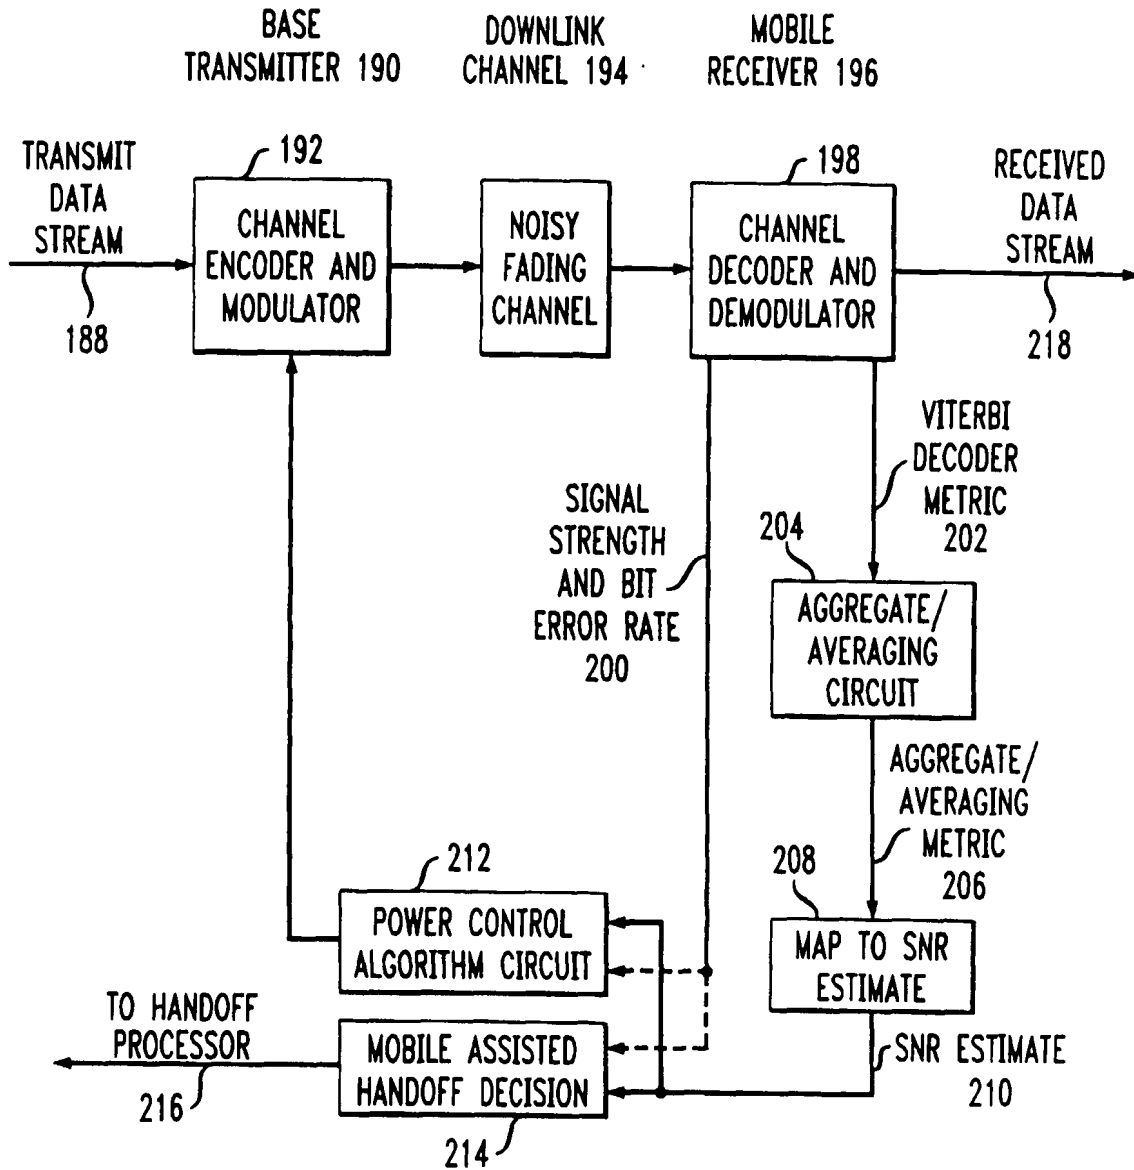 BASE
TRANSMITTER 190
DOWNLINK
CHANNEL 194
MOBILE
RECEIVER 196
TRANSMIT
DATA
STREAM
188
192
CHANNEL
ENCODER AND
MODULATOR
NOISY
FADING
CHANNEL
198
CHANNEL
DECODER AND
DEMODULATOR
RECEIVED
DATA
STREAM
218
VITERBI
DECODER
METRIC
202
SIGNAL
STRENGTH
AND BIT
ERROR RATE
200
204
AGGREGATE/
AVERAGING
CIRCUIT
AGGREGATE/
AVERAGING
METRIC
206
208
MAP TO SNR
ESTIMATE
212
POWER CONTROL
ALGORITHM CIRCUIT
TO HANDOFF
PROCESSOR
216
MOBILE ASSISTED
HANDOFF DECISION
214
SNR ESTIMATE
210